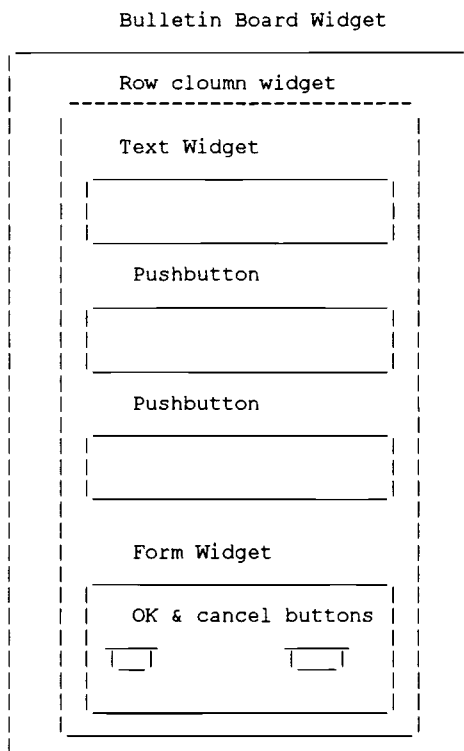 Bulletin Board Widget
Row cloumn widget
Text Widget
Pushbutton
Pushbutton
Form Widget
OK & cancel buttons